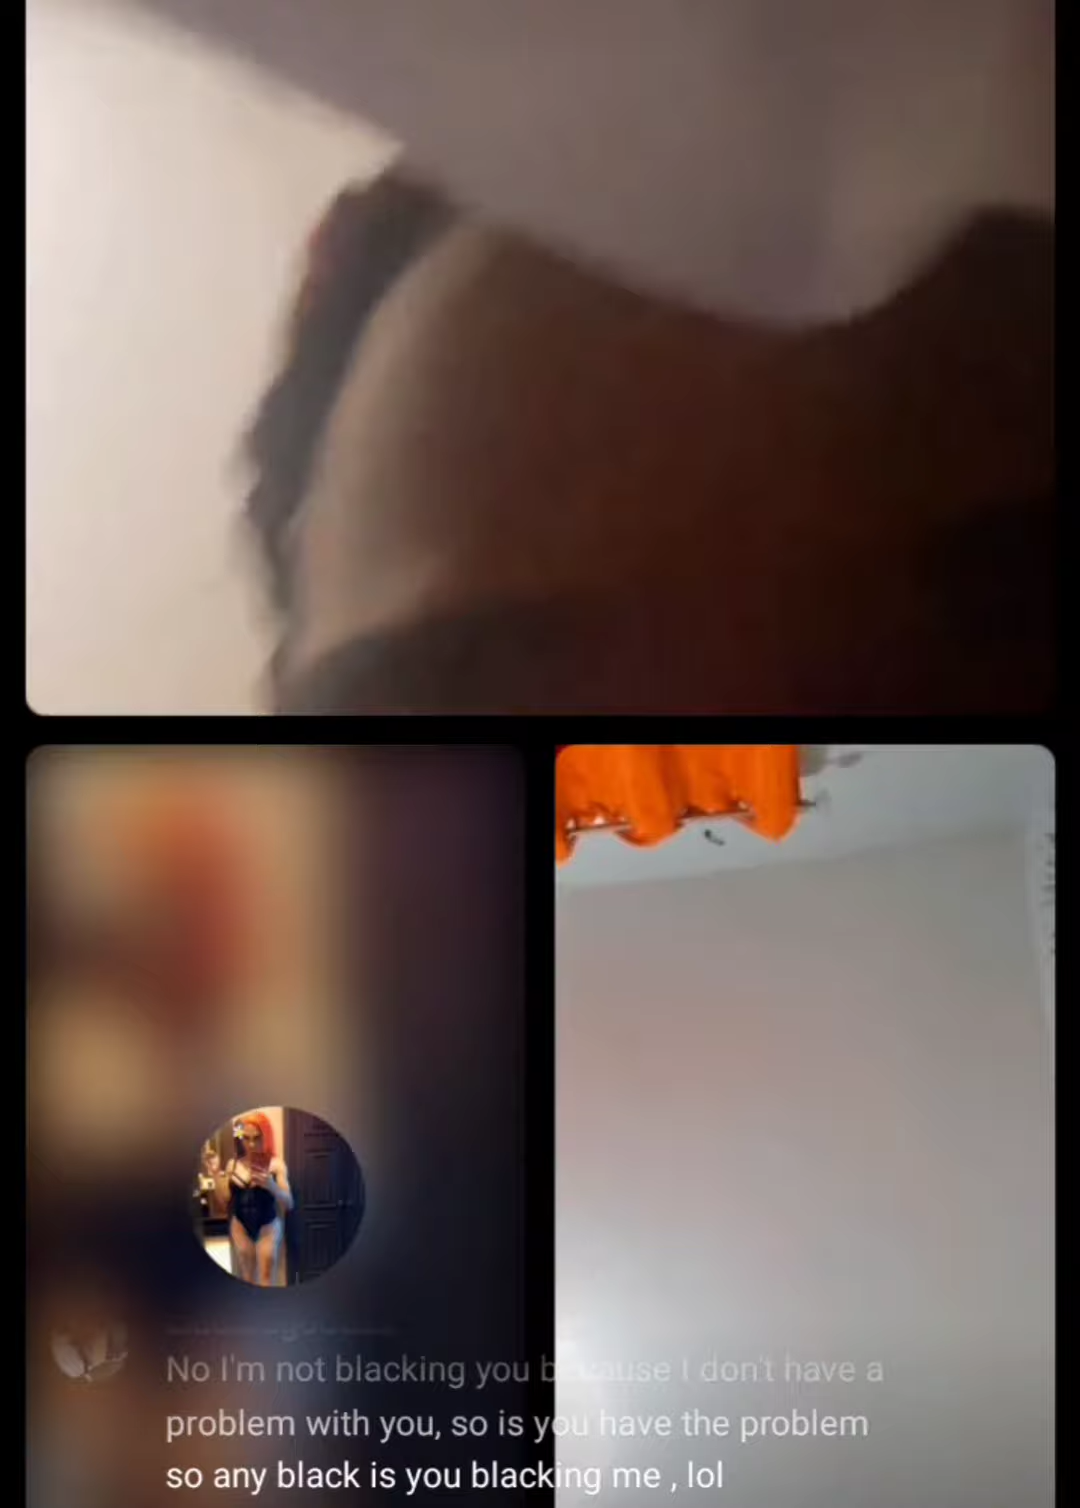 No I'm not blacking you because I don't have a
problem with you, so is you have the problem
so any black is you blacking me , lol